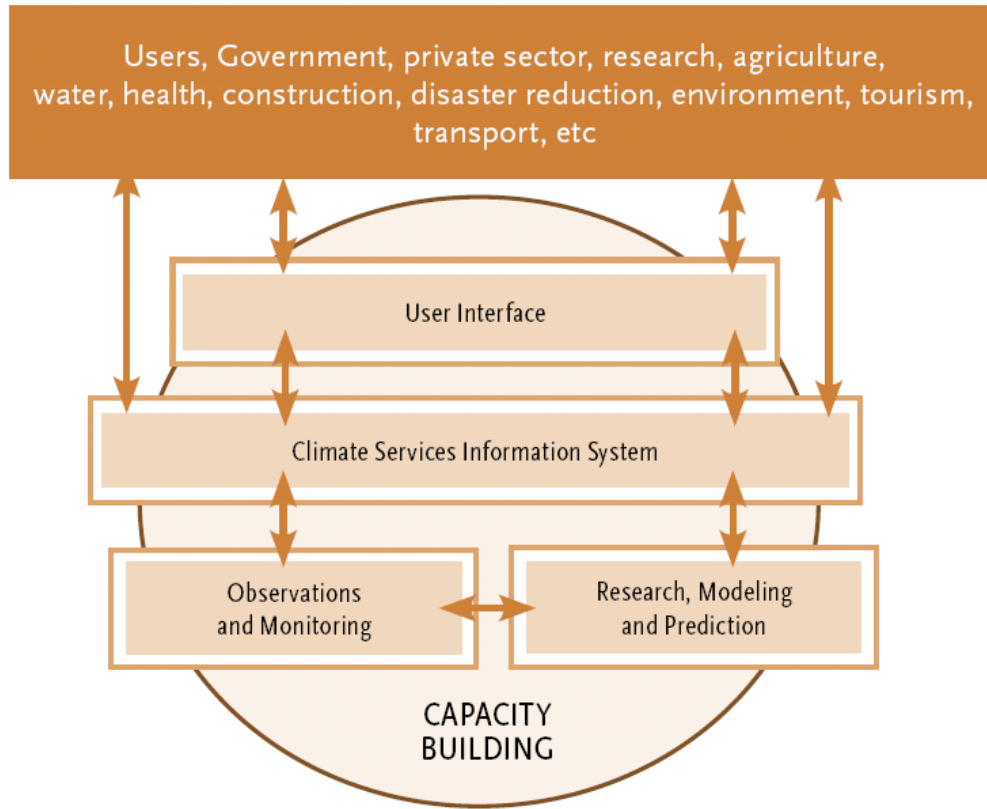 Users, Government, private sector, research, agriculture,
water, health, construction, disaster reduction, environment, tourism,
transport, etc
User Interface
Climate Services Information System
Observations
and Monitoring
Research, Modeling
and Prediction
CAPACITY
BUILDING